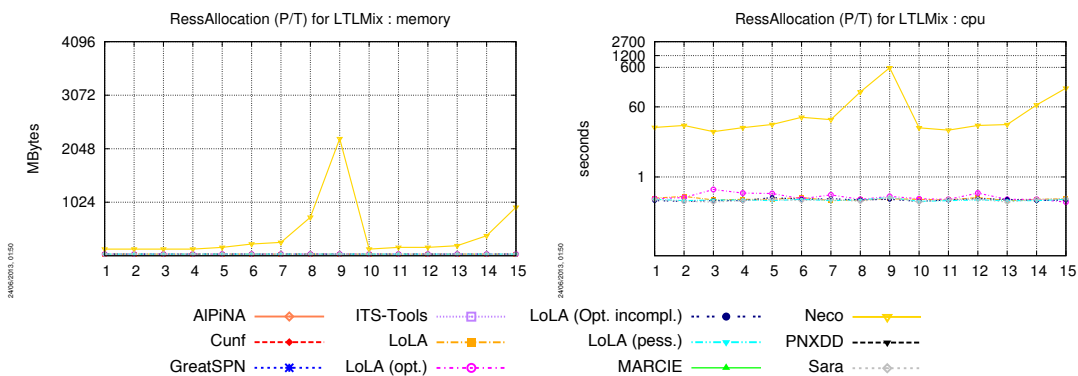 RessAllocation (P/T) for LTLMix : memory
4096
3072
2048
1024
MBytes
1 2 3 4 5 6 7 8 9 10 11 12 13 14 15
24/06/2013, 01:50
RessAllocation (P/T) for LTLMix : cpu
2700
1200
600
60
1
seconds
1 2 3 4 5 6 7 8 9 10 11 12 13 14 15
24/06/2013, 01:50
AlPiNA
Cunf
GreatSPN
ITS-Tools
LoLA
LoLA (opt.)
LoLA (Opt. incompl.)
LoLA (pess.)
MARCIE
Neco
PNXDD
Sara